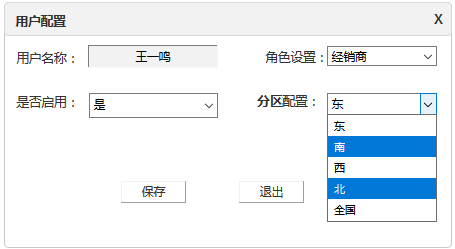 用户配置 X
用户名称： 王一鸣 角色设置： 经销商
是否启用： 是 分区配置： 东
东
南
西
北
全国
保存 退出